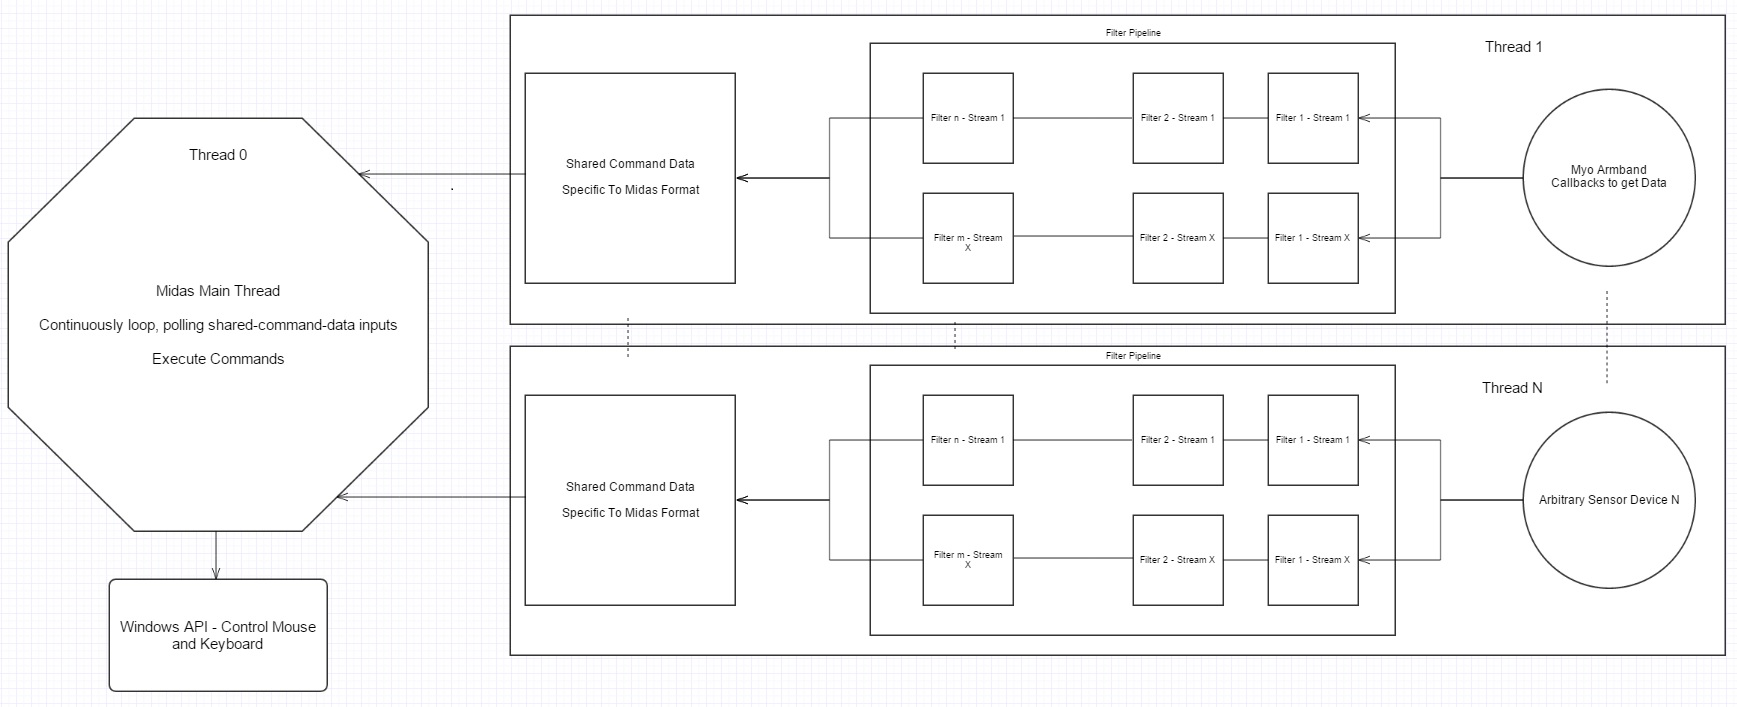 Thread 0
Midas Main Thread
Continuously loop, polling shared-command-data inputs
Execute Commands
Windows API - Control Mouse
and Keyboard
Filter Pipeline
Thread 1
Shared Command Data
Specific To Midas Format
Filter n - Stream 1
Filter 2 - Stream 1
Filter 1 - Stream 1
Filter m - Stream
X
Filter 2 - Stream X
Filter 1 - Stream X
Myo Armband
Callbacks to get Data
Filter Pipeline
Thread N
Shared Command Data
Specific To Midas Format
Filter n - Stream 1
Filter 2 - Stream 1
Filter 1 - Stream 1
Filter m - Stream
X
Filter 2 - Stream X
Filter 1 - Stream X
Arbitrary Sensor Device N